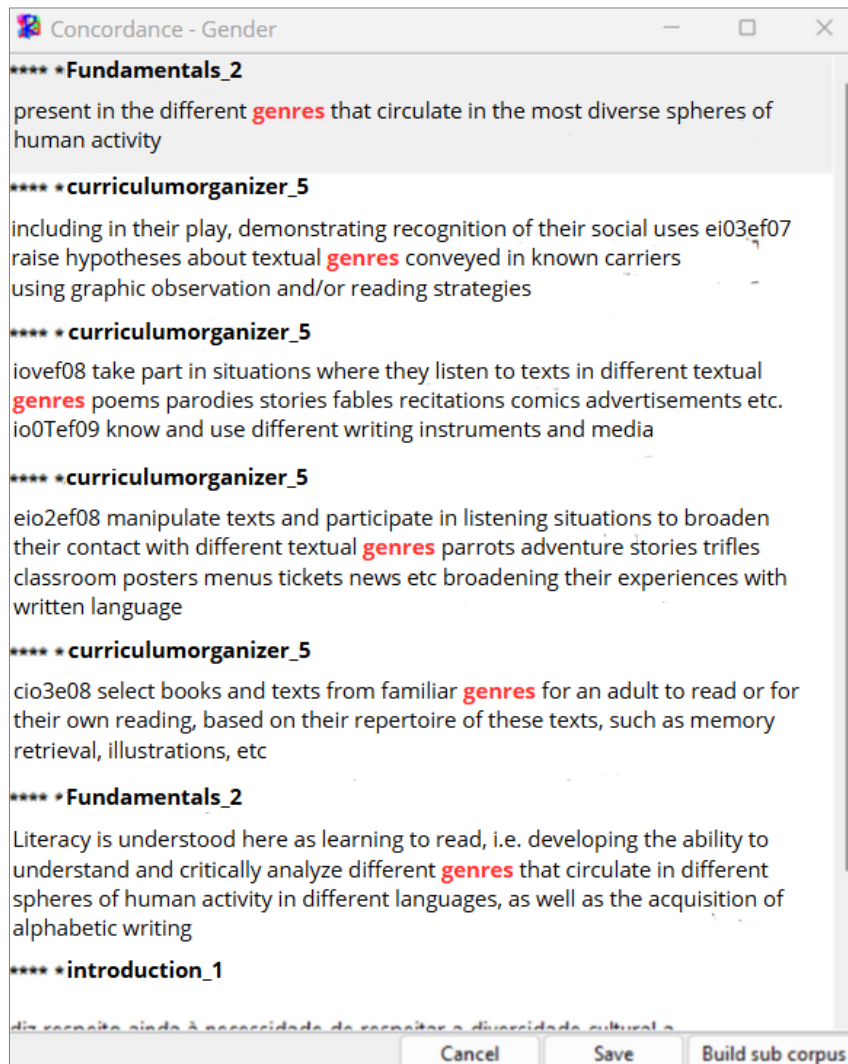 Concordance - Gender
**** *Fundamentals_2
present in the different genres that circulate in the most diverse spheres of
human activity
**** *curriculumorganizer_5
including in their play, demonstrating recognition of their social uses ei03ef07
raise hypotheses about textual genres conveyed in known carriers
using graphic observation and/or reading strategies
**** *curriculumorganizer_5
iovef08 take part in situations where they listen to texts in different textual
genres poems parodies stories fables recitations comics advertisements etc.
io0Tef09 know and use different writing instruments and media
**** *curriculumorganizer_5
eio2ef08 manipulate texts and participate in listening situations to broaden
their contact with different textual genres parrots adventure stories trifles
classroom posters menus tickets news etc broadening their experiences with
written language
**** *curriculumorganizer_5
cio3e08 select books and texts from familiar genres for an adult to read or for
their own reading, based on their repertoire of these texts, such as memory
retrieval, illustrations, etc
**** *Fundamentals_2
Literacy is understood here as learning to read, i.e. developing the ability to
understand and critically analyze different genres that circulate in different
spheres of human activity in different languages, as well as the acquisition of
alphabetic writing
**** *introduction_1
diz respeito ainda à necessidade de respeitar a diversidade cultural a
Cancel Save Build sub corpus